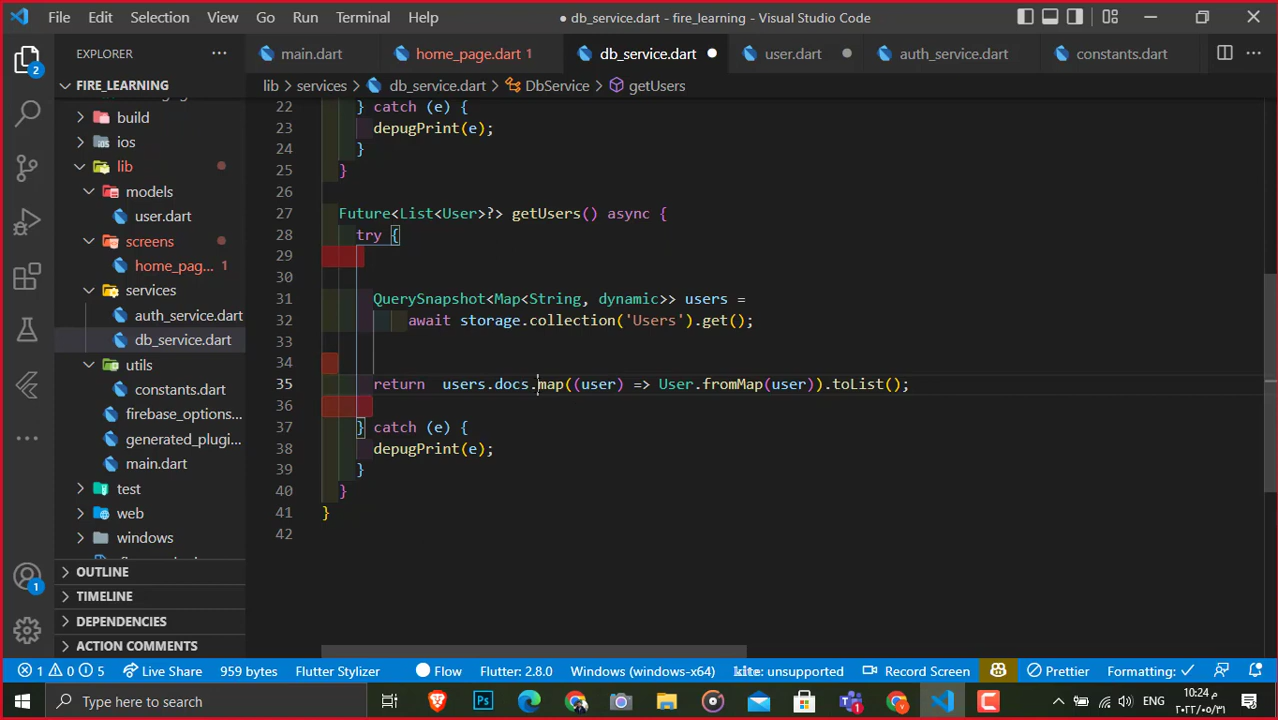 File Edit Selection View Go Run Terminal Help
● db_service.dart - fire_learning - Visual Studio Code
EXPLORER
main.dart
home_page.dart 1
db_service.dart
user.dart
auth_service.dart
constants.dart
2
FIRE_LEARNING
lib > services > db_service.dart > DbService > getUsers
build
ios
lib
models
user.dart
screens
home_pag... 1
services
auth_service.dart
db_service.dart
utils
constants.dart
firebase_options...
generated_plugin...
main.dart
test
web
windows
OUTLINE
TIMELINE
DEPENDENCIES
ACTION COMMENTS
1
22 } catch (e) {
23 depugPrint(e);
24 }
25 }
26
27 Future<List<User>?> getUsers() async {
28 try {
29
30
31 QuerySnapshot<Map<String, dynamic>> users =
32 await storage.collection('Users').get();
33
34
35 return  users.docs.map((user) => User.fromMap(user)).toList();
36
37 } catch (e) {
38 depugPrint(e);
39 }
40 }
41 }
42
1 0 5 Live Share 959 bytes Flutter Stylizer Flow Flutter: 2.8.0 Windows (windows-x64) kite: unsupported Record Screen Prettier Formatting: ✓
Type here to search
Ps
1
V
ENG
10:24 م